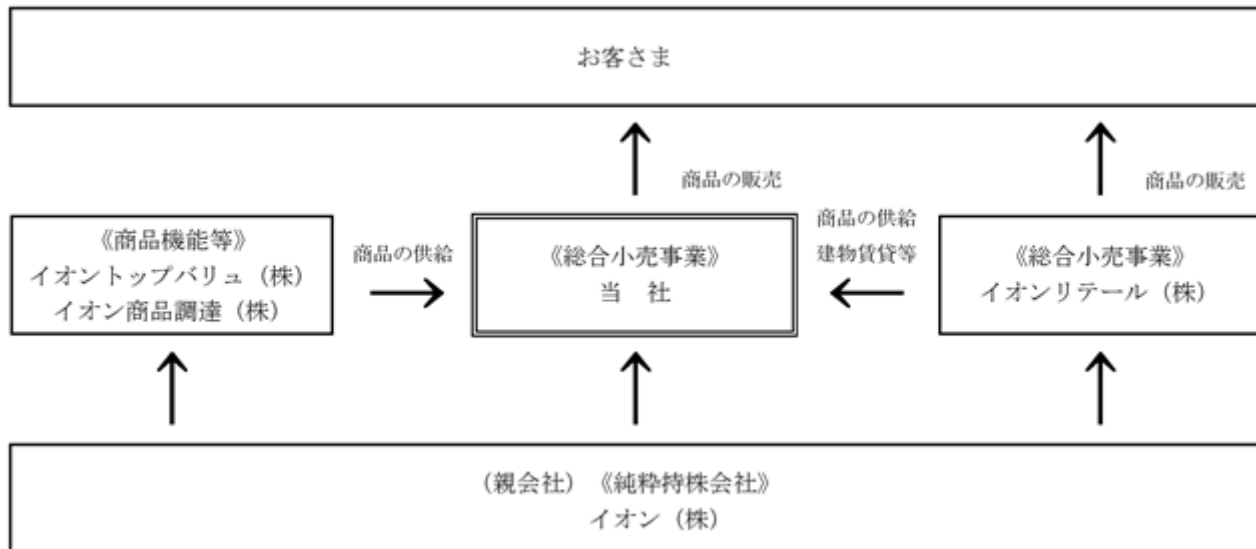 お客さま
商品の販売
商品の販売
《商品機能等》
イオントップバリュ（株）
イオン商品調達（株）
商品の供給
《総合小売事業》
当　社
商品の供給
建物賃貸等
《総合小売事業》
イオンリテール（株）
（親会社）《純粋持株会社》
イオン（株）